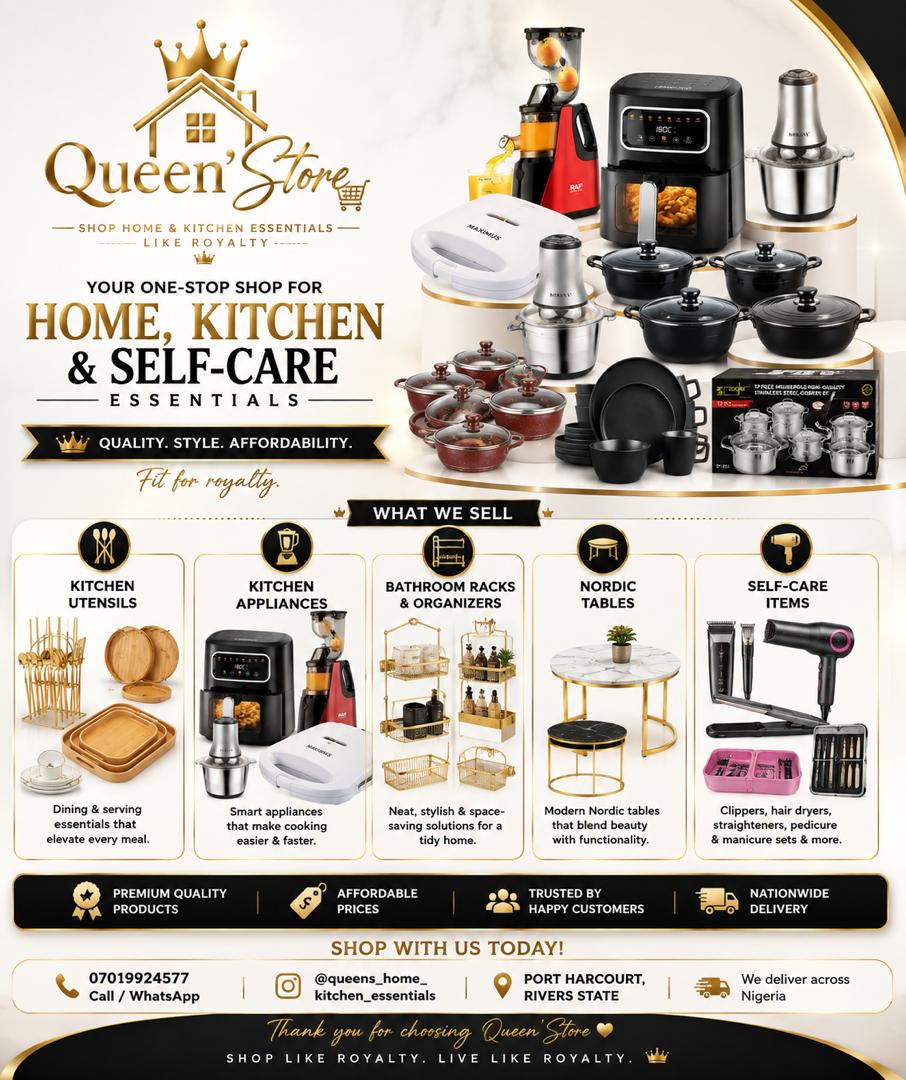 Queen'Store
SHOP HOME & KITCHEN ESSENTIALS
LIKE ROYALTY
YOUR ONE-STOP SHOP FOR
HOME, KITCHEN
& SELF-CARE
ESSENTIALS
QUALITY. STYLE. AFFORDABILITY.
Fit for royalty.
180C
RAF
MAXIMUS
WHAT WE SELL
KITCHEN
UTENSILS
Dining & serving
essentials that
elevate every meal.
KITCHEN
APPLIANCES
RAF
MAXIMUS
Smart appliances
that make cooking
easier & faster.
BATHROOM RACKS
& ORGANIZERS
Neat, stylish & space-
saving solutions for a
tidy home.
NORDIC
TABLES
Modern Nordic tables
that blend beauty
with functionality.
SELF-CARE
ITEMS
Clippers, hair dryers,
straighteners, pedicure
& manicure sets & more.
PREMIUM QUALITY
PRODUCTS
AFFORDABLE
PRICES
TRUSTED BY
HAPPY CUSTOMERS
NATIONWIDE
DELIVERY
SHOP WITH US TODAY!
07019924577
Call / WhatsApp
@queens_home_
kitchen_essentials
PORT HARCOURT,
RIVERS STATE
We deliver across
Nigeria
Thank you for choosing Queen'Store
SHOP LIKE ROYALTY. LIVE LIKE ROYALTY.